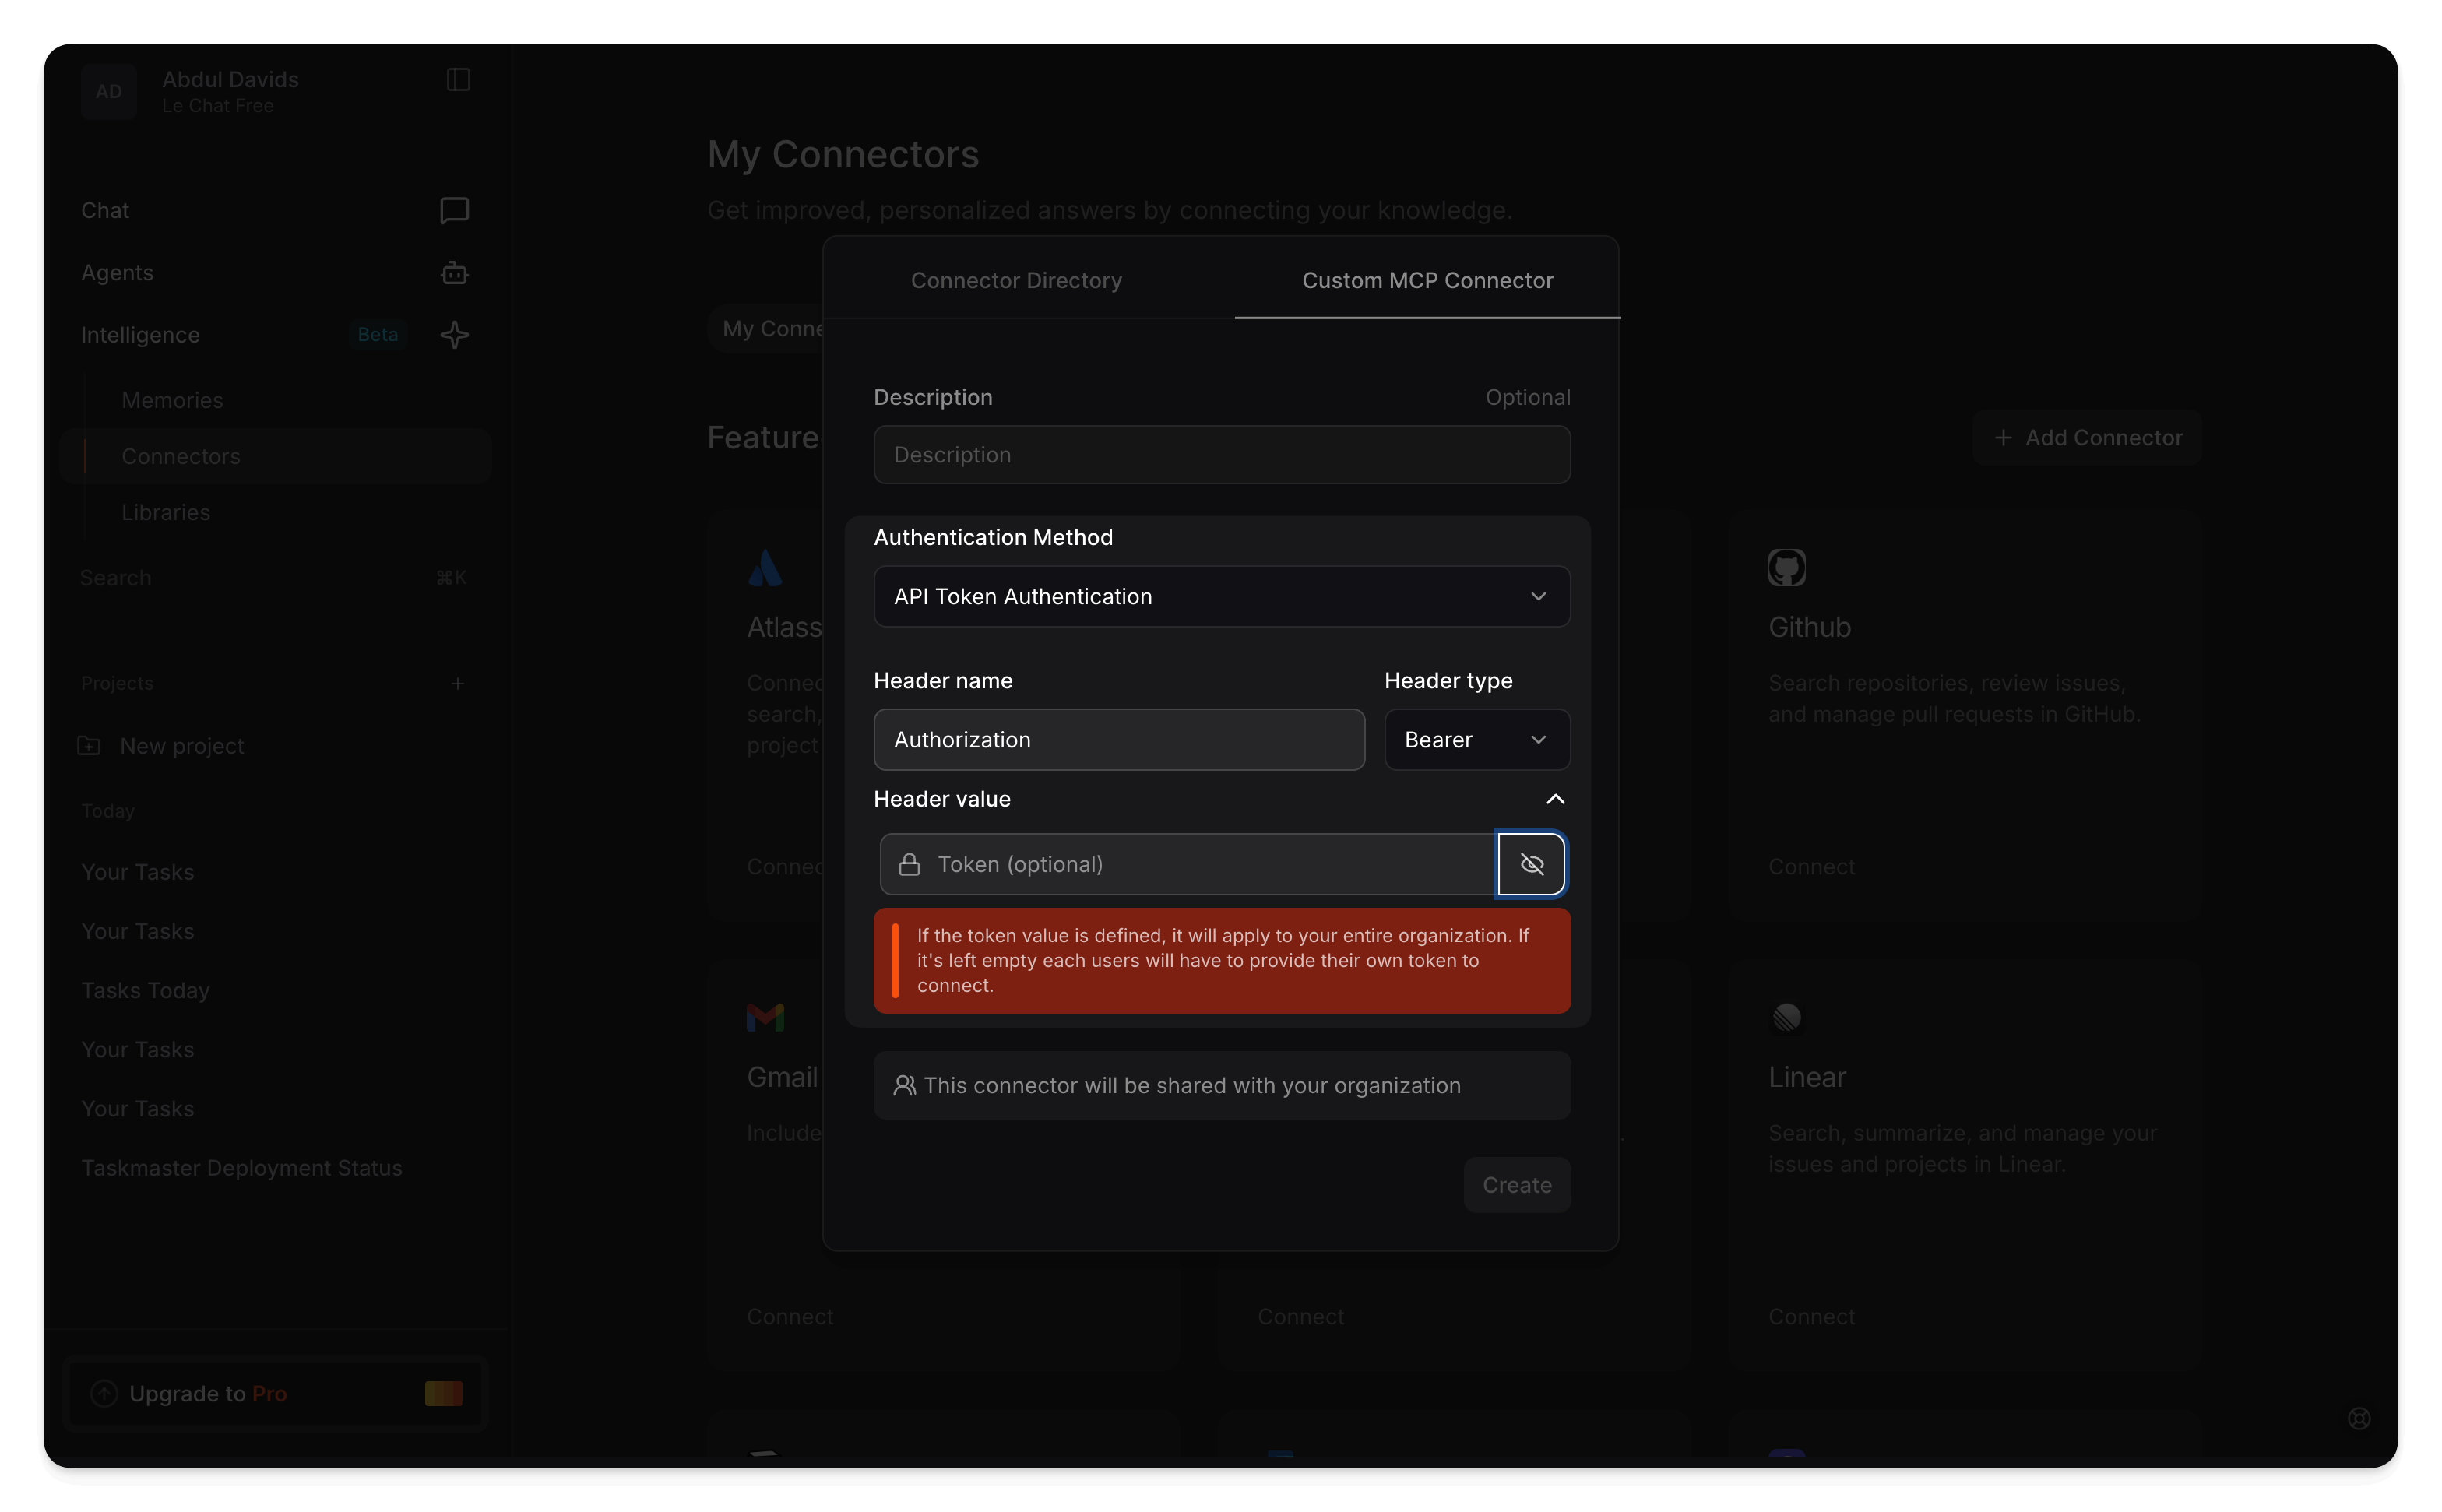 AD
Abdul Davids
Le Chat Free
Chat
Agents
Intelligence
Beta
Memories
Connectors
Libraries
Search
⌘K
Projects
+
New project
Today
Your Tasks
Your Tasks
Tasks Today
Your Tasks
Your Tasks
Taskmaster Deployment Status
Upgrade to Pro
My Connectors
Get improved, personalized answers by connecting your knowledge.
My Conne
Feature
+ Add Connector
Atlass
Connec
search,
project
Connec
Github
Search repositories, review issues,
and manage pull requests in GitHub.
Connect
Gmail
Include
Connect
Connect
Linear
Search, summarize, and manage your
issues and projects in Linear.
Connect
Connector Directory
Custom MCP Connector
Description
Optional
Description
Authentication Method
API Token Authentication
Header name
Header type
Authorization
Bearer
Header value
Token (optional)
If the token value is defined, it will apply to your entire organization. If
it's left empty each users will have to provide their own token to
connect.
This connector will be shared with your organization
Create